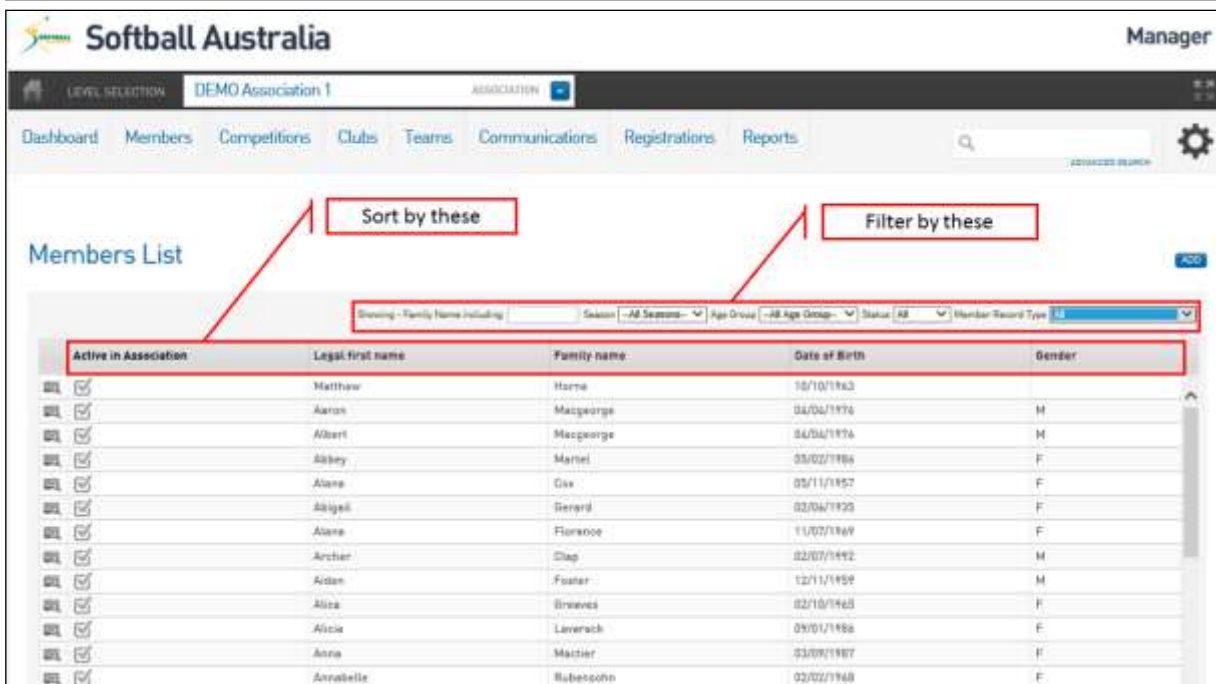 Softball Australia Manager
LEVEL SELECTION DEMO Association 1 ASSOCIATION
Dashboard Members Competitions Clubs Teams Communications Registrations Reports
ADVANCED SEARCH
Sort by these Filter by these
Members List ADD
Showing - Family Name including Season --All Seasons-- Age Group --All Age Group-- Status All Member Record Type All
Active in Association Legal first name Family name Date of Birth Gender
Matthew Horne 10/10/1963
Aaron Macgeorge 04/04/1976 M
Albert Macgeorge 04/04/1976 M
Abbey Martel 05/02/1986 F
Alana Cox 05/11/1957 F
Abigail Gerard 02/06/1935 F
Alana Florence 11/07/1969 F
Archer 02/07/1992 M
Aidan Foster 12/11/1959 M
Alica Greaves 02/10/1965 F
Alicia Laverack 09/01/1986 F
Anna Mactier 03/09/1987 F
Annabelle Rubensohn 02/02/1968 F